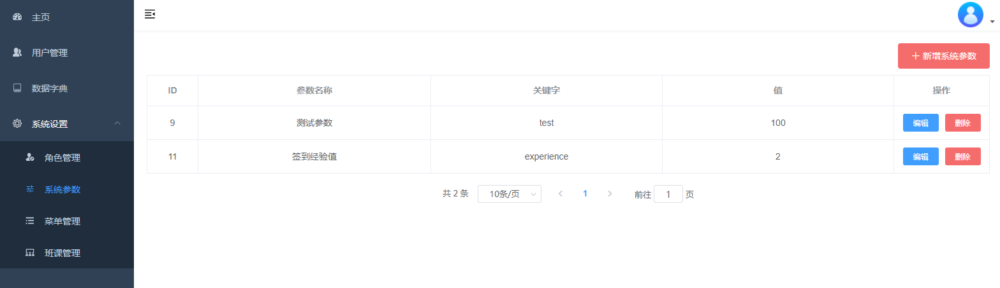 主页
用户管理
数据字典
系统设置
角色管理
系统参数
菜单管理
班课管理
新增系统参数
ID 参数名称 关键字 值 操作
9 测试参数 test 100 编辑 删除
11 签到经验值 experience 2 编辑 删除
共 2 条 10条/页 1 前往 1 页